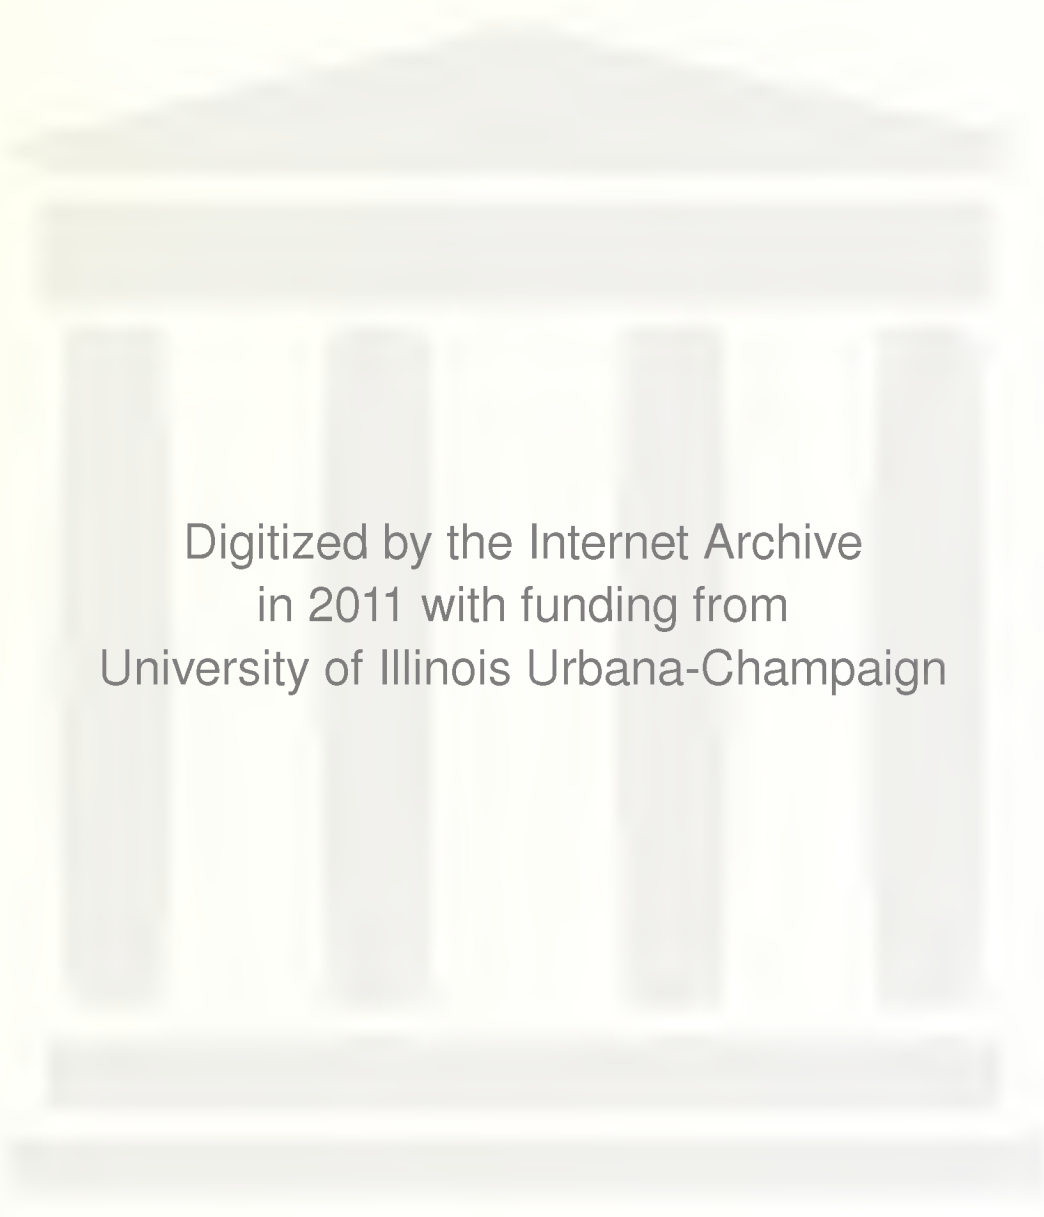 Digitized by the Internet Archive
in 2011 with funding from
University of Illinois Urbana-Champaign